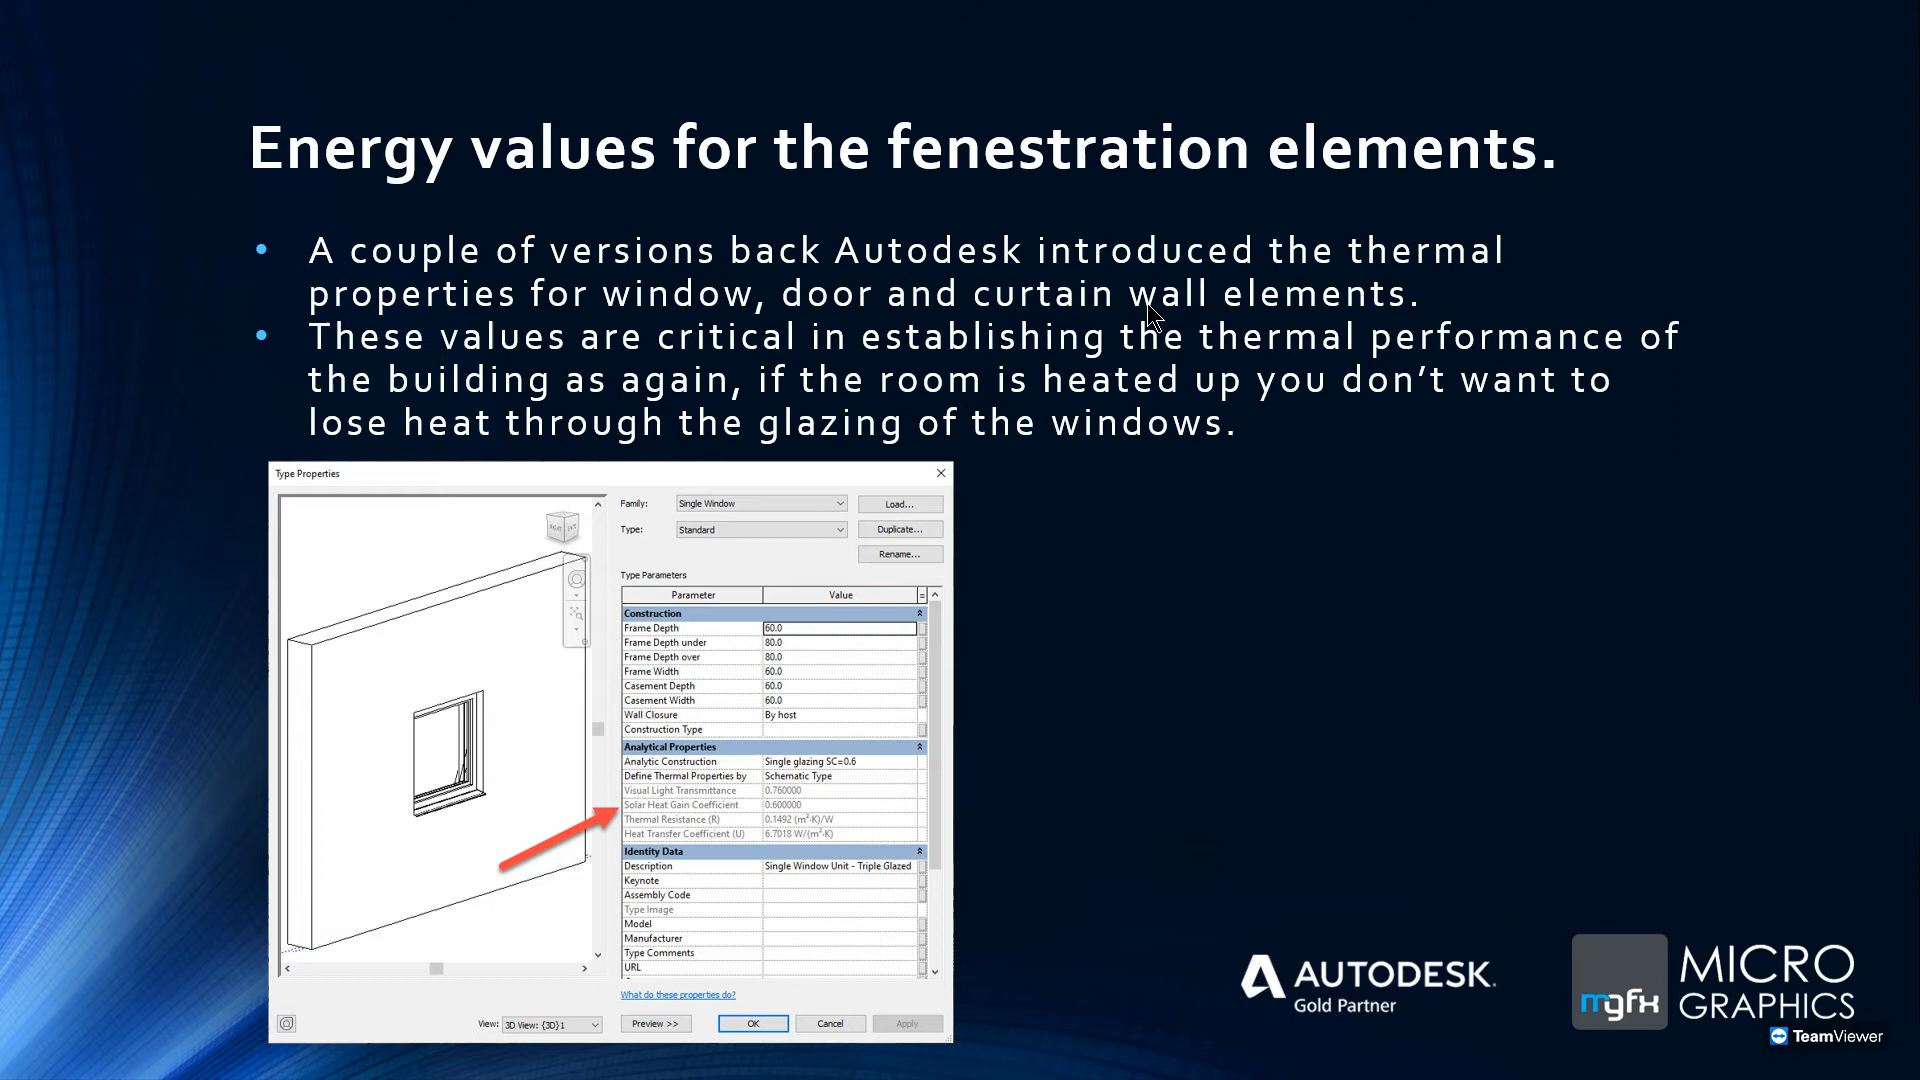 Energy values for the fenestration elements.
• A couple of versions back Autodesk introduced the thermal
properties for window, door and curtain wall elements.
• These values are critical in establishing the thermal performance of
the building as again, if the room is heated up you don’t want to
lose heat through the glazing of the windows.
Type Properties
Family: Single Window Load...
Type: Standard Duplicate...
Rename...
Type Parameters
Parameter Value =
Construction
Frame Depth 60.0
Frame Depth under 80.0
Frame Depth over 80.0
Frame Width 60.0
Casement Depth 60.0
Casement Width 60.0
Wall Closure By host
Construction Type
Analytical Properties
Analytic Construction Single glazing SC=0.6
Define Thermal Properties by Schematic Type
Visual Light Transmittance 0.760000
Solar Heat Gain Coefficient 0.600000
Thermal Resistance (R) 0.1492 (m²·K)/W
Heat Transfer Coefficient (U) 6.7018 W/(m²·K)
Identity Data
Description Single Window Unit - Triple Glazed
Keynote
Assembly Code
Type Image
Model
Manufacturer
Type Comments
URL
What do these properties do?
View: 3D View: {3D}1 Preview >> OK Cancel Apply
AUTODESK.
Gold Partner
mgfx
MICRO
GRAPHICS
TeamViewer